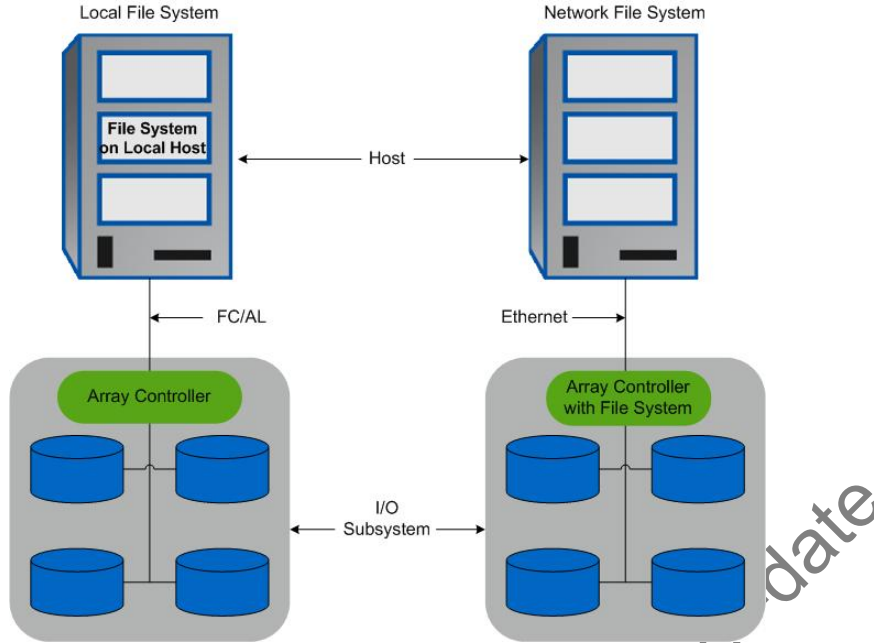 Local File System
Network File System
File System
on Local Host
Host
FC/AL
Ethernet
Array Controller
Array Controller
with File System
I/O
Subsystem